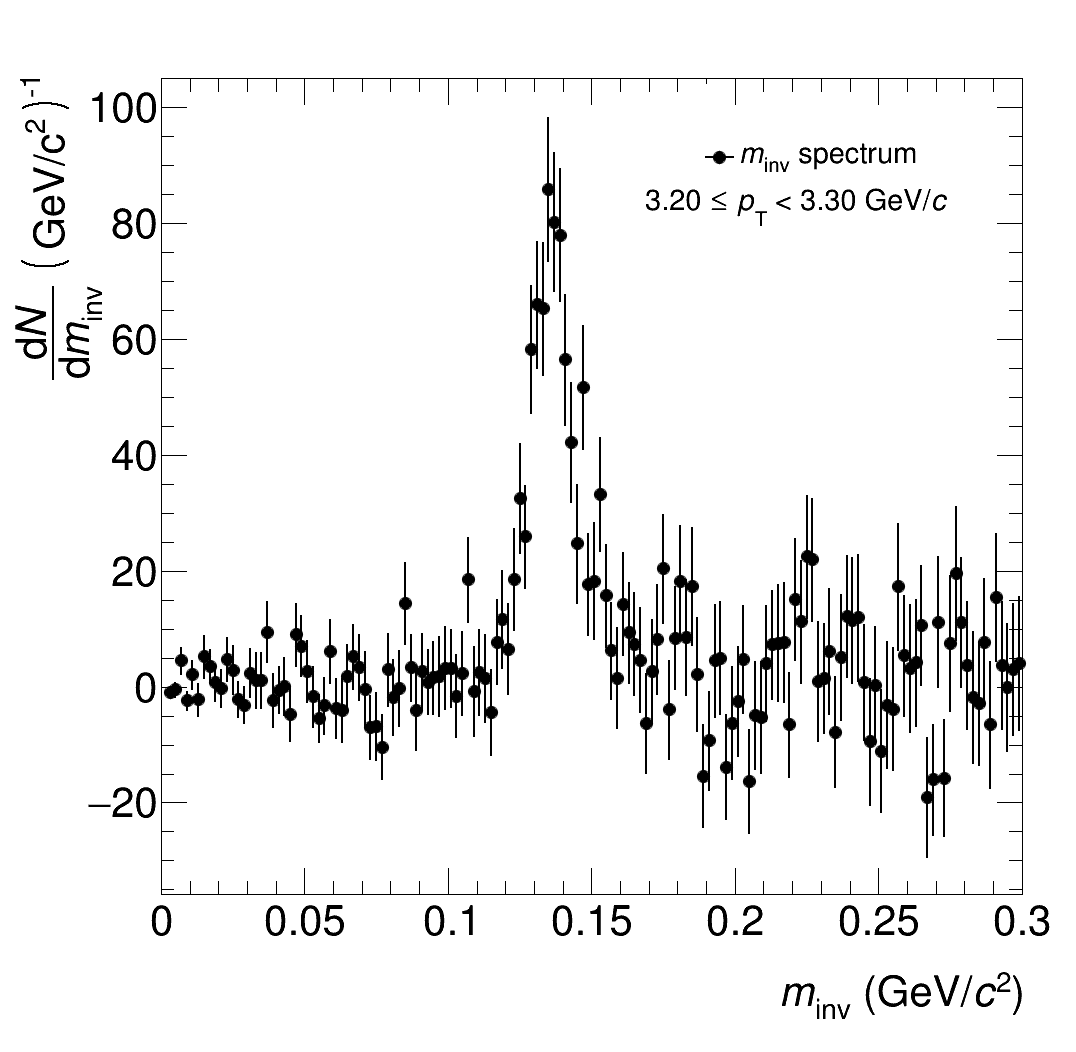 dN
dm_inv (GeV/c²)⁻¹
100
80
60
40
20
0
−20
m_inv spectrum
3.20 ≤ p_T < 3.30 GeV/c
0 0.05 0.1 0.15 0.2 0.25 0.3
m_inv (GeV/c²)